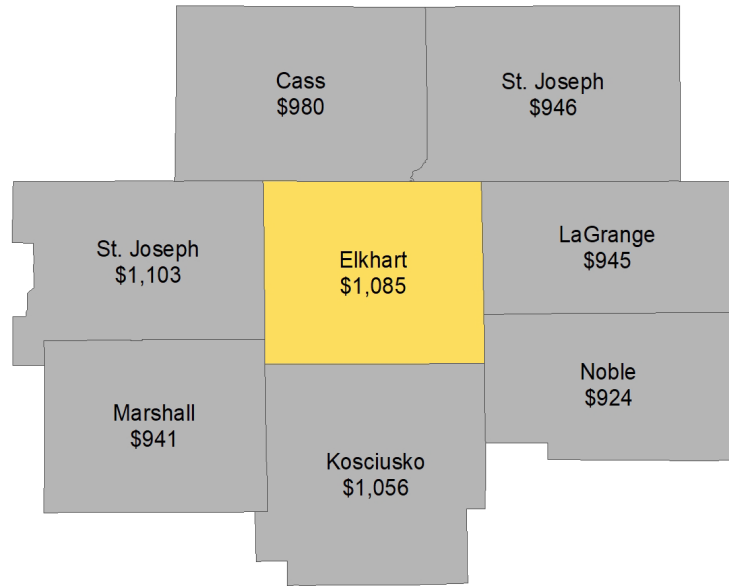 Cass
$980
St. Joseph
$946
St. Joseph
$1,103
Elkhart
$1,085
LaGrange
$945
Noble
$924
Marshall
$941
Kosciusko
$1,056